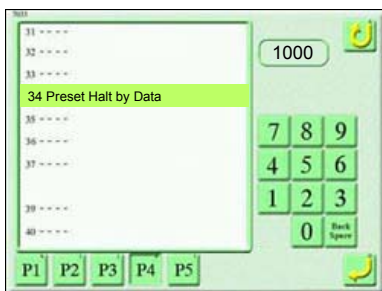 31 ----
32 ----
33 ----
34 Preset Halt by Data
35 ----
36 ----
37 ----
39 ----
40 ----
1000
7 8 9
4 5 6
1 2 3
0 Back Space
P1 P2 P3 P4 P5